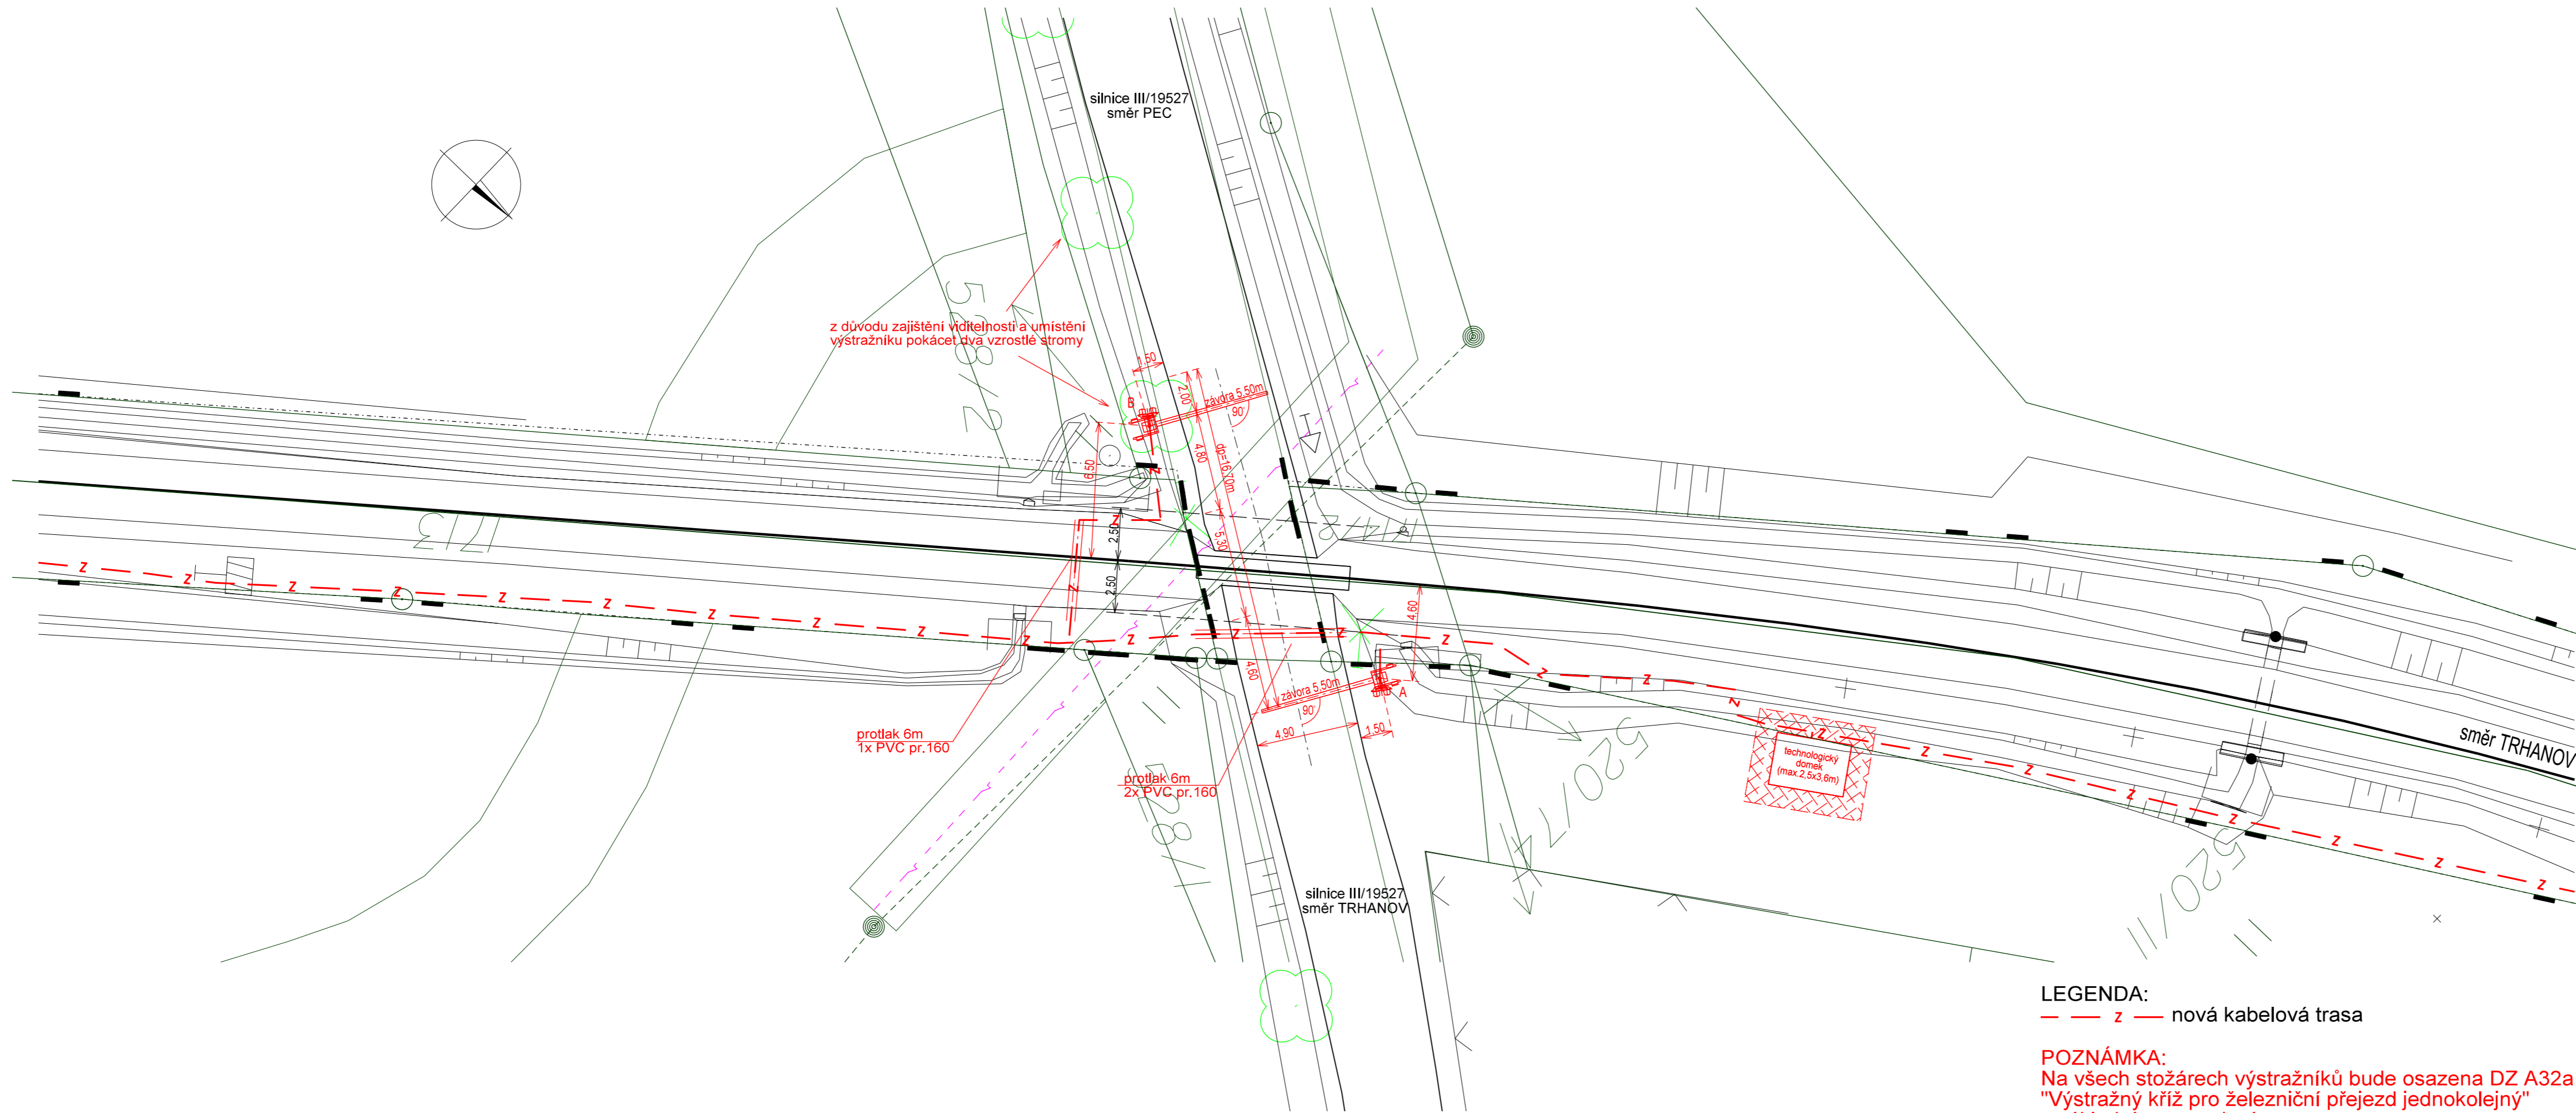 silnice III/19527
směr PEC
z důvodu zajištění viditelnosti a umístění
výstražníku pokácet dva vzrostlé stromy
538/2
1,50
2,00
závora 5,50m
90°
B
4,80
dp=16,70m
6,50
5,30
2,50
2,50
Z
4,60
4,60
závora 5,50m
90°
A
4,90
1,50
protlak 6m
1x PVC pr.160
protlak 6m
2x PVC pr.160
technologický
domek
(max.2,5x3,6m)
směr TRHANOV
silnice III/19527
směr TRHANOV
LEGENDA:
Z nová kabelová trasa
POZNÁMKA:
Na všech stožárech výstražníků bude osazena DZ A32a
"Výstražný kříž pro železniční přejezd jednokolejný"